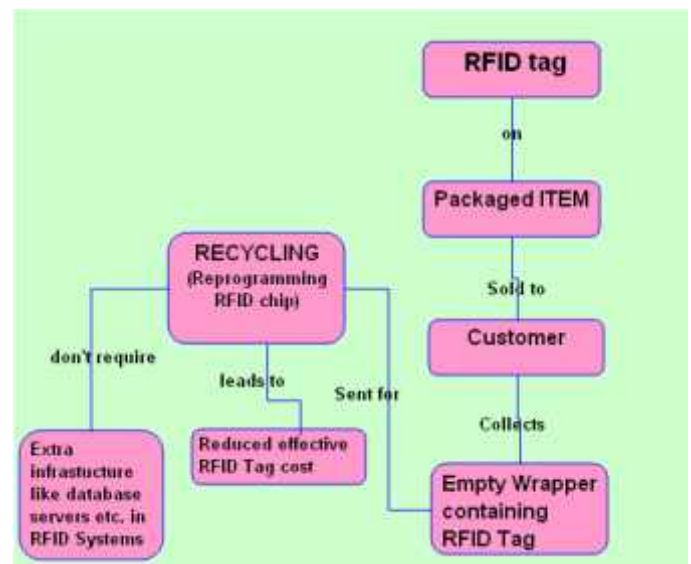 RFID tag
on
Packaged ITEM
Sold to
Customer
Collects
Empty Wrapper
containing
RFID Tag
Sent for
RECYCLING
(Reprogramming
RFID chip)
leads to
Reduced effective
RFID Tag cost
don't require
Extra
infrastucture
like database
servers etc. in
RFID Systems